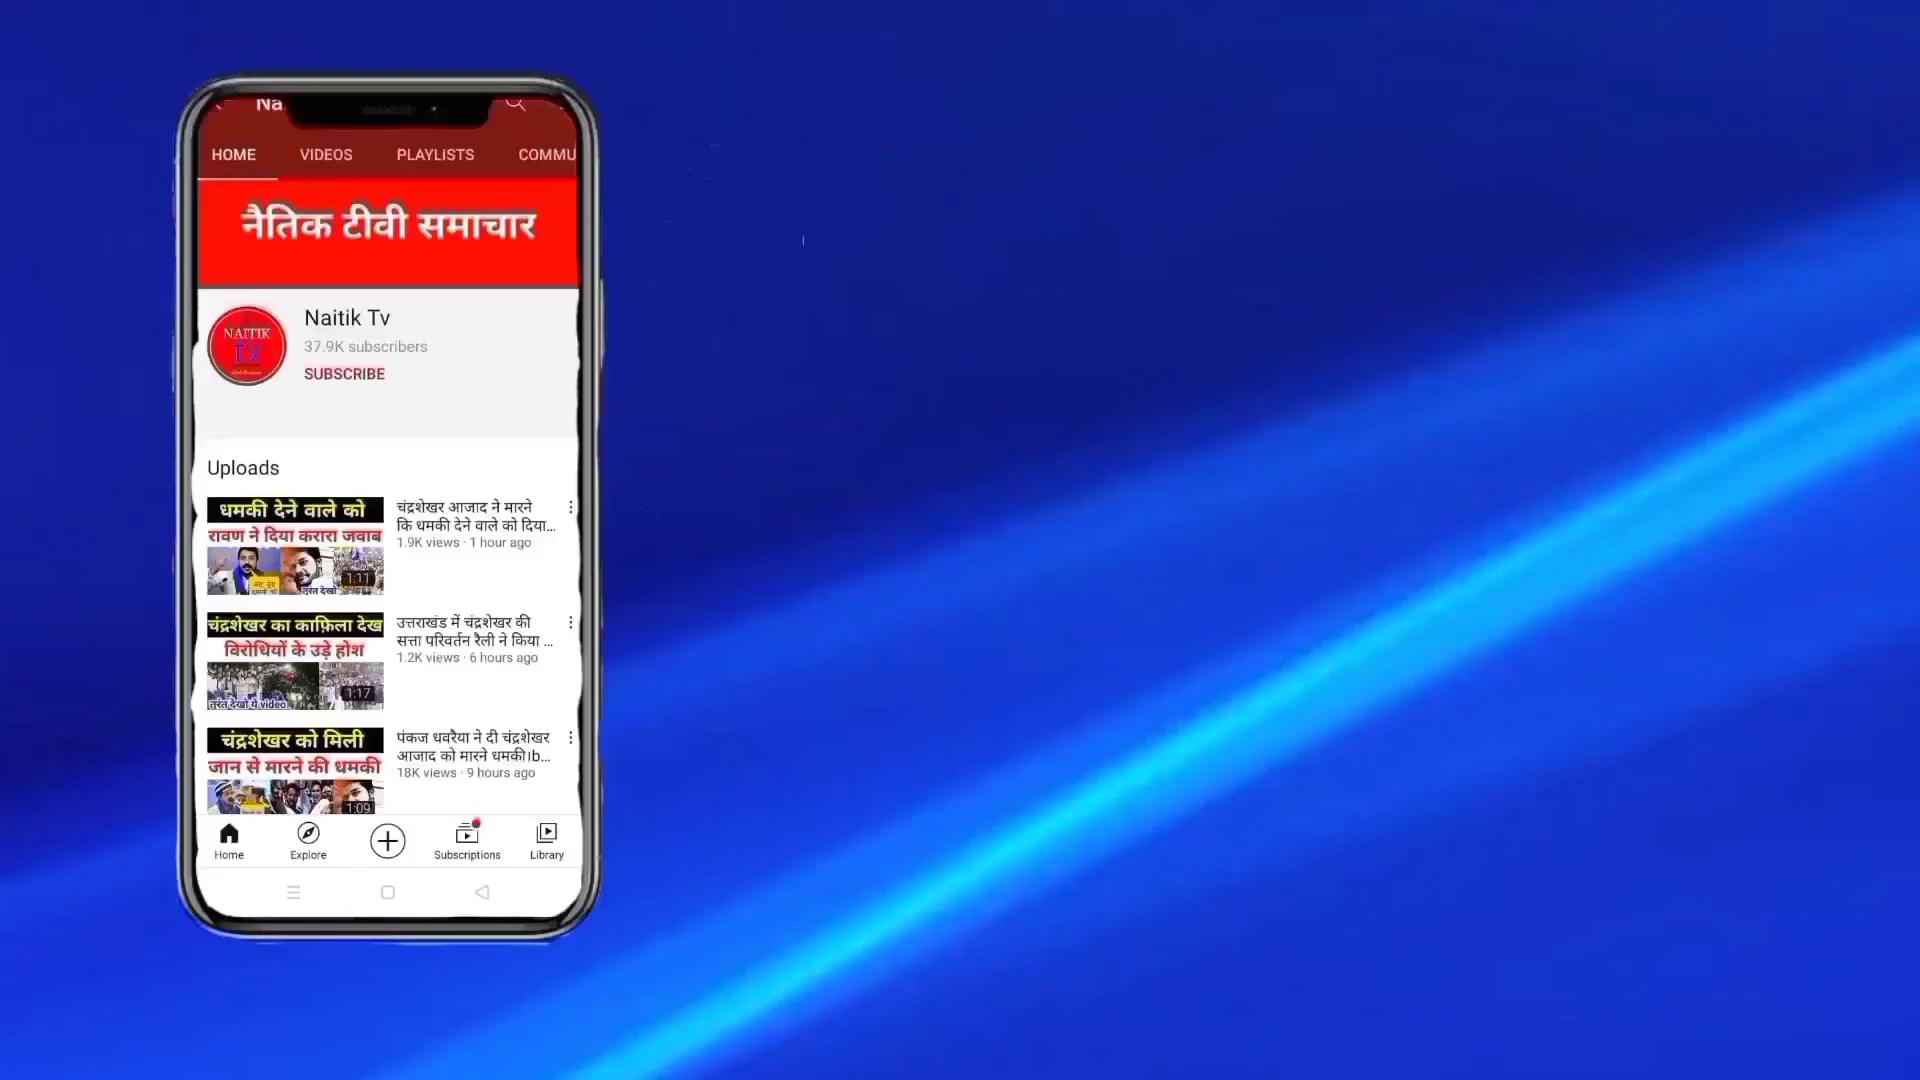 Na
HOME VIDEOS PLAYLISTS COMMU
नैतिक टीवी समाचार
NAITIK
TV
Naitik Tv
37.9K subscribers
SUBSCRIBE
Uploads
धमकी देने वाले को
रावण ने दिया करारा जवाब
तुरंत देखो
1:11
चंद्रशेखर आजाद ने मारने
कि धमकी देने वाले को दिया...
1.9K views · 1 hour ago
चंद्रशेखर का काफ़िला देख
विरोधियों के उड़े होश
तुरंत देखो ये video
1:17
उत्तराखंड में चंद्रशेखर की
सत्ता परिवर्तन रैली ने किया ...
1.2K views · 6 hours ago
चंद्रशेखर को मिली
जान से मारने की धमकी
1:09
पंकज धवरैया ने दी चंद्रशेखर
आजाद को मारने धमकी।b...
18K views · 9 hours ago
Home Explore Subscriptions Library